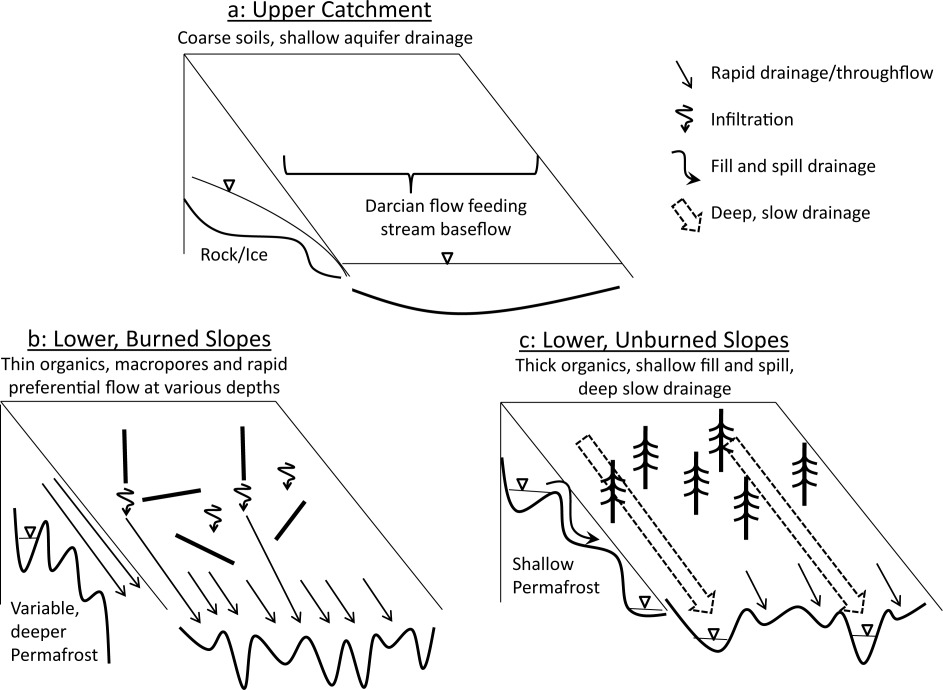 a: Upper Catchment
Coarse soils, shallow aquifer drainage
Rapid drainage/throughflow
Infiltration
Fill and spill drainage
Deep, slow drainage
Darcian flow feeding
stream baseflow
Rock/Ice
b: Lower, Burned Slopes
Thin organics, macropores and rapid
preferential flow at various depths
Variable,
deeper
Permafrost
c: Lower, Unburned Slopes
Thick organics, shallow fill and spill,
deep slow drainage
Shallow
Permafrost